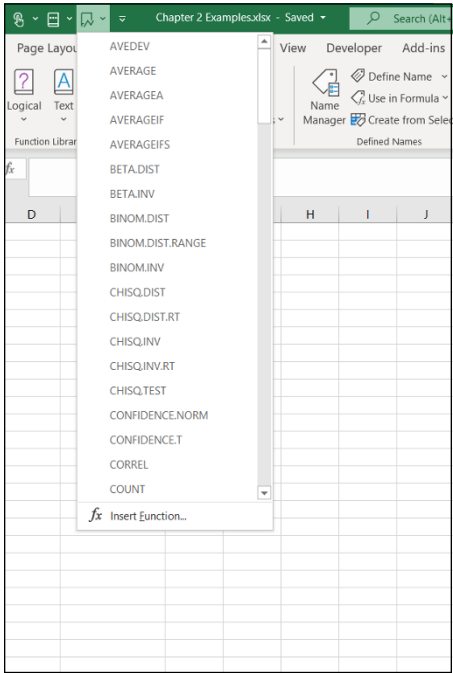 Chapter 2 Examples.xlsx - Saved
Search (Alt+
Page Layou
View Developer Add-ins
Logical Text
Function Librar
Name
Manager
Define Name
Use in Formula
Create from Selec
Defined Names
fx
D H I J
AVEDEV
AVERAGE
AVERAGEA
AVERAGEIF
AVERAGEIFS
BETA.DIST
BETA.INV
BINOM.DIST
BINOM.DIST.RANGE
BINOM.INV
CHISQ.DIST
CHISQ.DIST.RT
CHISQ.INV
CHISQ.INV.RT
CHISQ.TEST
CONFIDENCE.NORM
CONFIDENCE.T
CORREL
COUNT
fx Insert Function...